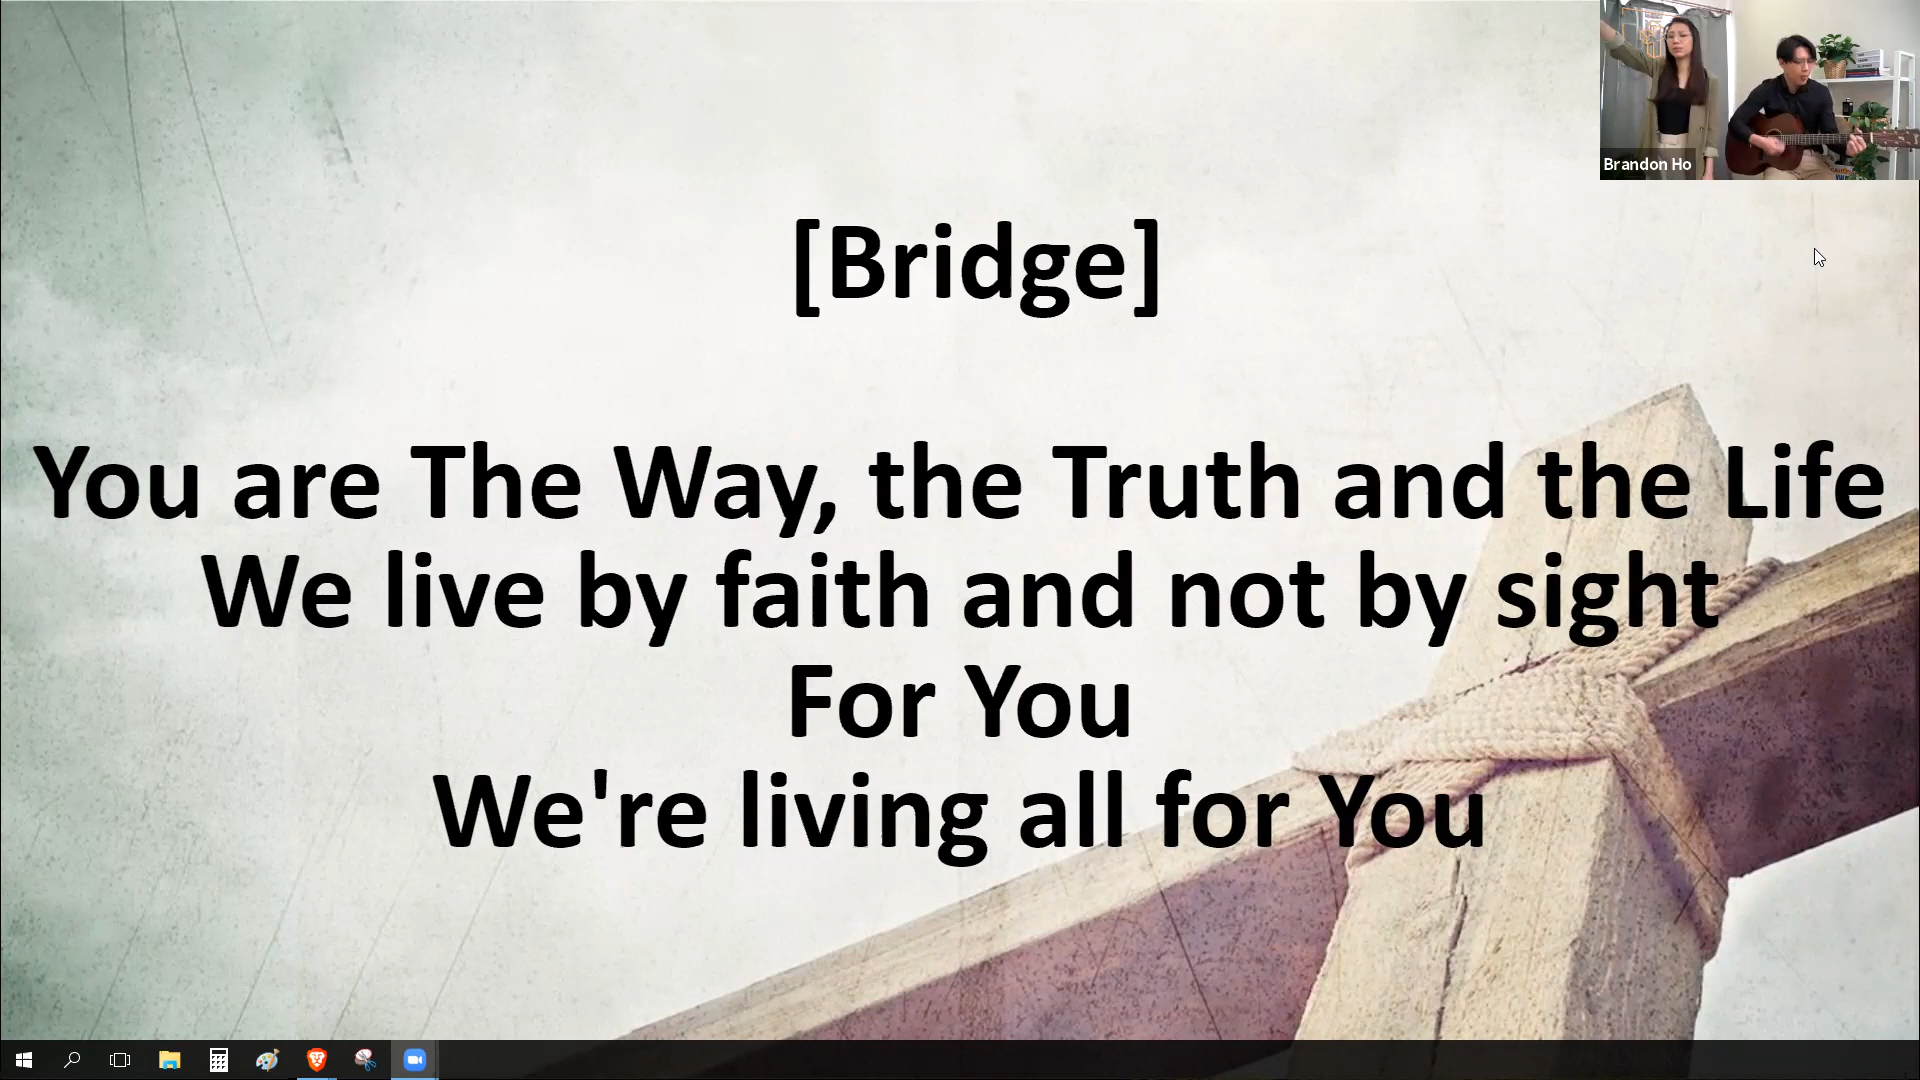 Brandon Ho
[Bridge]
You are The Way, the Truth and the Life
We live by faith and not by sight
For You
We're living all for You